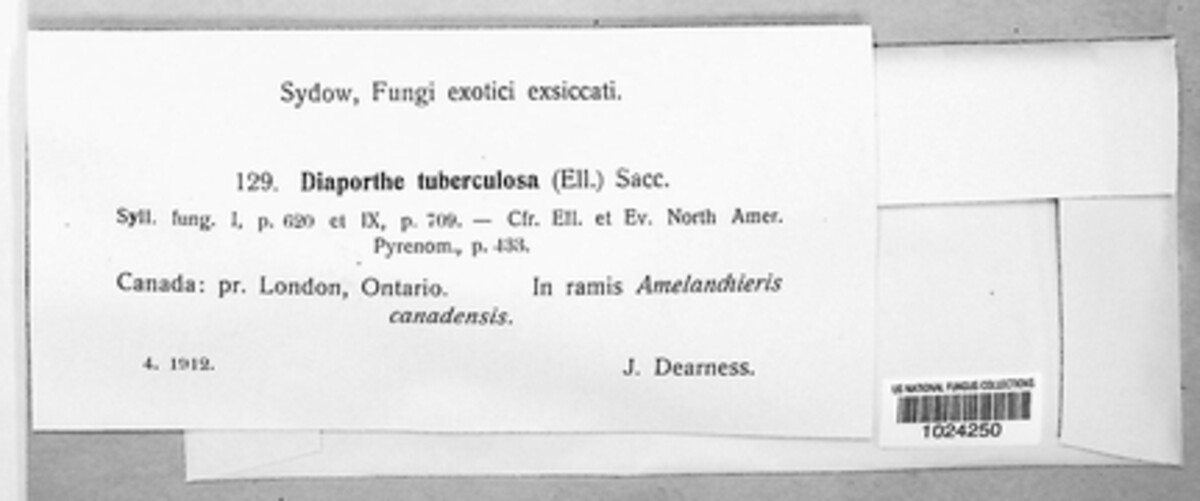 Sydow, Fungi exotici exsiccati.
129. Diaporthe tuberculosa (Ell.) Sacc.
Syll. fung. I, p. 620 et IX, p. 709. — Cfr. Ell. et Ev. North Amer.
Pyrenom., p. 433.
Canada: pr. London, Ontario. In ramis Amelanchieris
canadensis.
4. 1912.
J. Dearness.
US NATIONAL FUNGUS COLLECTIONS
1024250